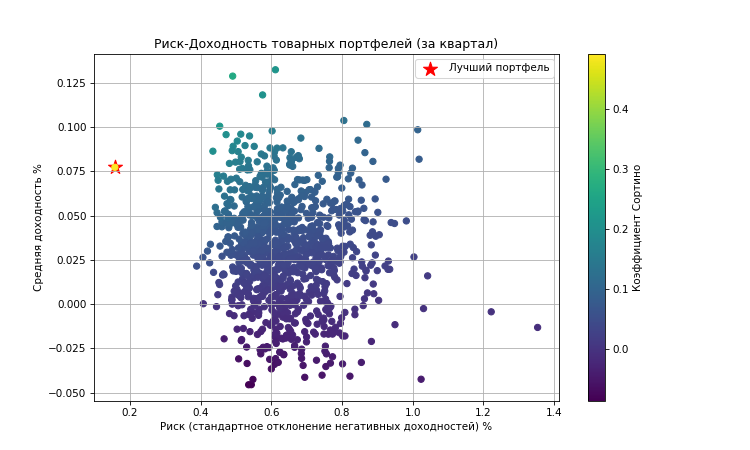 Риск-Доходность товарных портфелей (за квартал)
Лучший портфель
Средняя доходность %
0.125
0.100
0.075
0.050
0.025
0.000
−0.025
−0.050
0.2 0.4 0.6 0.8 1.0 1.2 1.4
Риск (стандартное отклонение негативных доходностей) %
0.4
0.3
0.2
0.1
0.0
Коэффициент Сортино